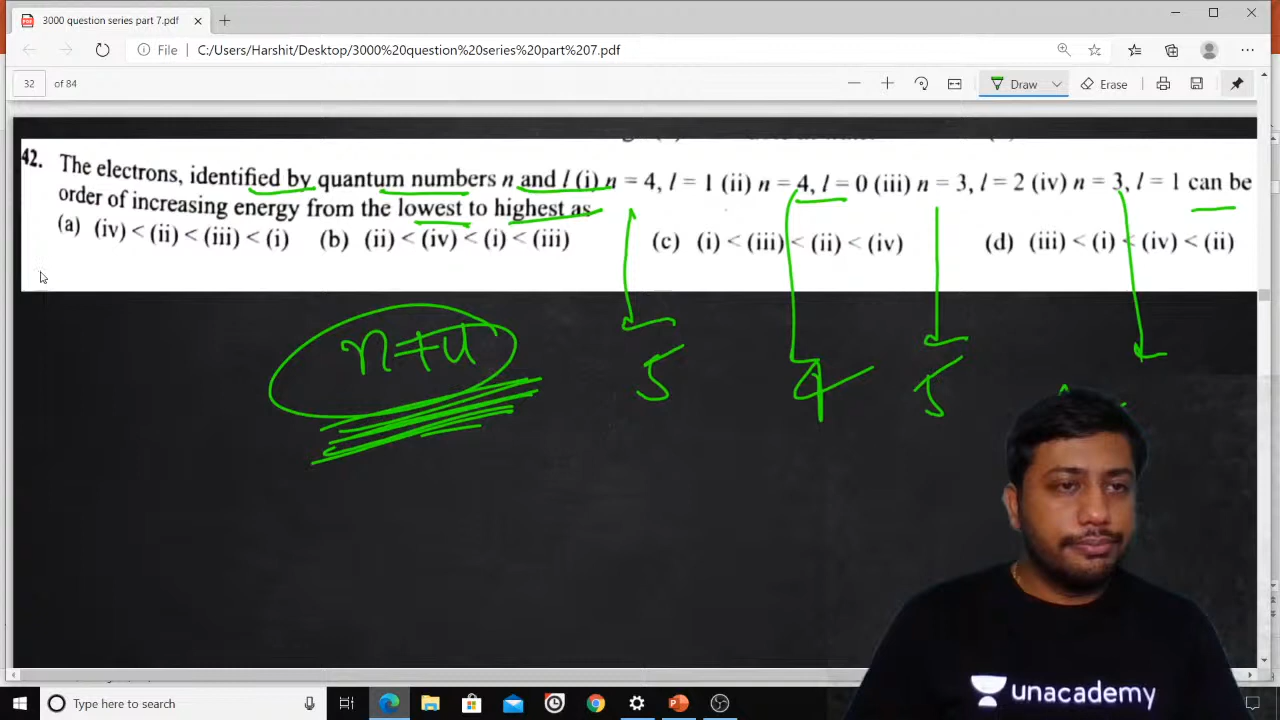 3000 question series part 7.pdf
File C:/Users/Harshit/Desktop/3000%20question%20series%20part%207.pdf
32 of 84
Draw
Erase
42. The electrons, identified by quantum numbers n and l (i) n = 4, l = 1 (ii) n = 4, l = 0 (iii) n = 3, l = 2 (iv) n = 3, l = 1 can be
order of increasing energy from the lowest to highest as
(a) (iv) < (ii) < (iii) < (i) (b) (ii) < (iv) < (i) < (iii) (c) (i) < (iii) < (ii) < (iv) (d) (iii) < (i) < (iv) < (ii)
5 4 5
unacademy
Type here to search